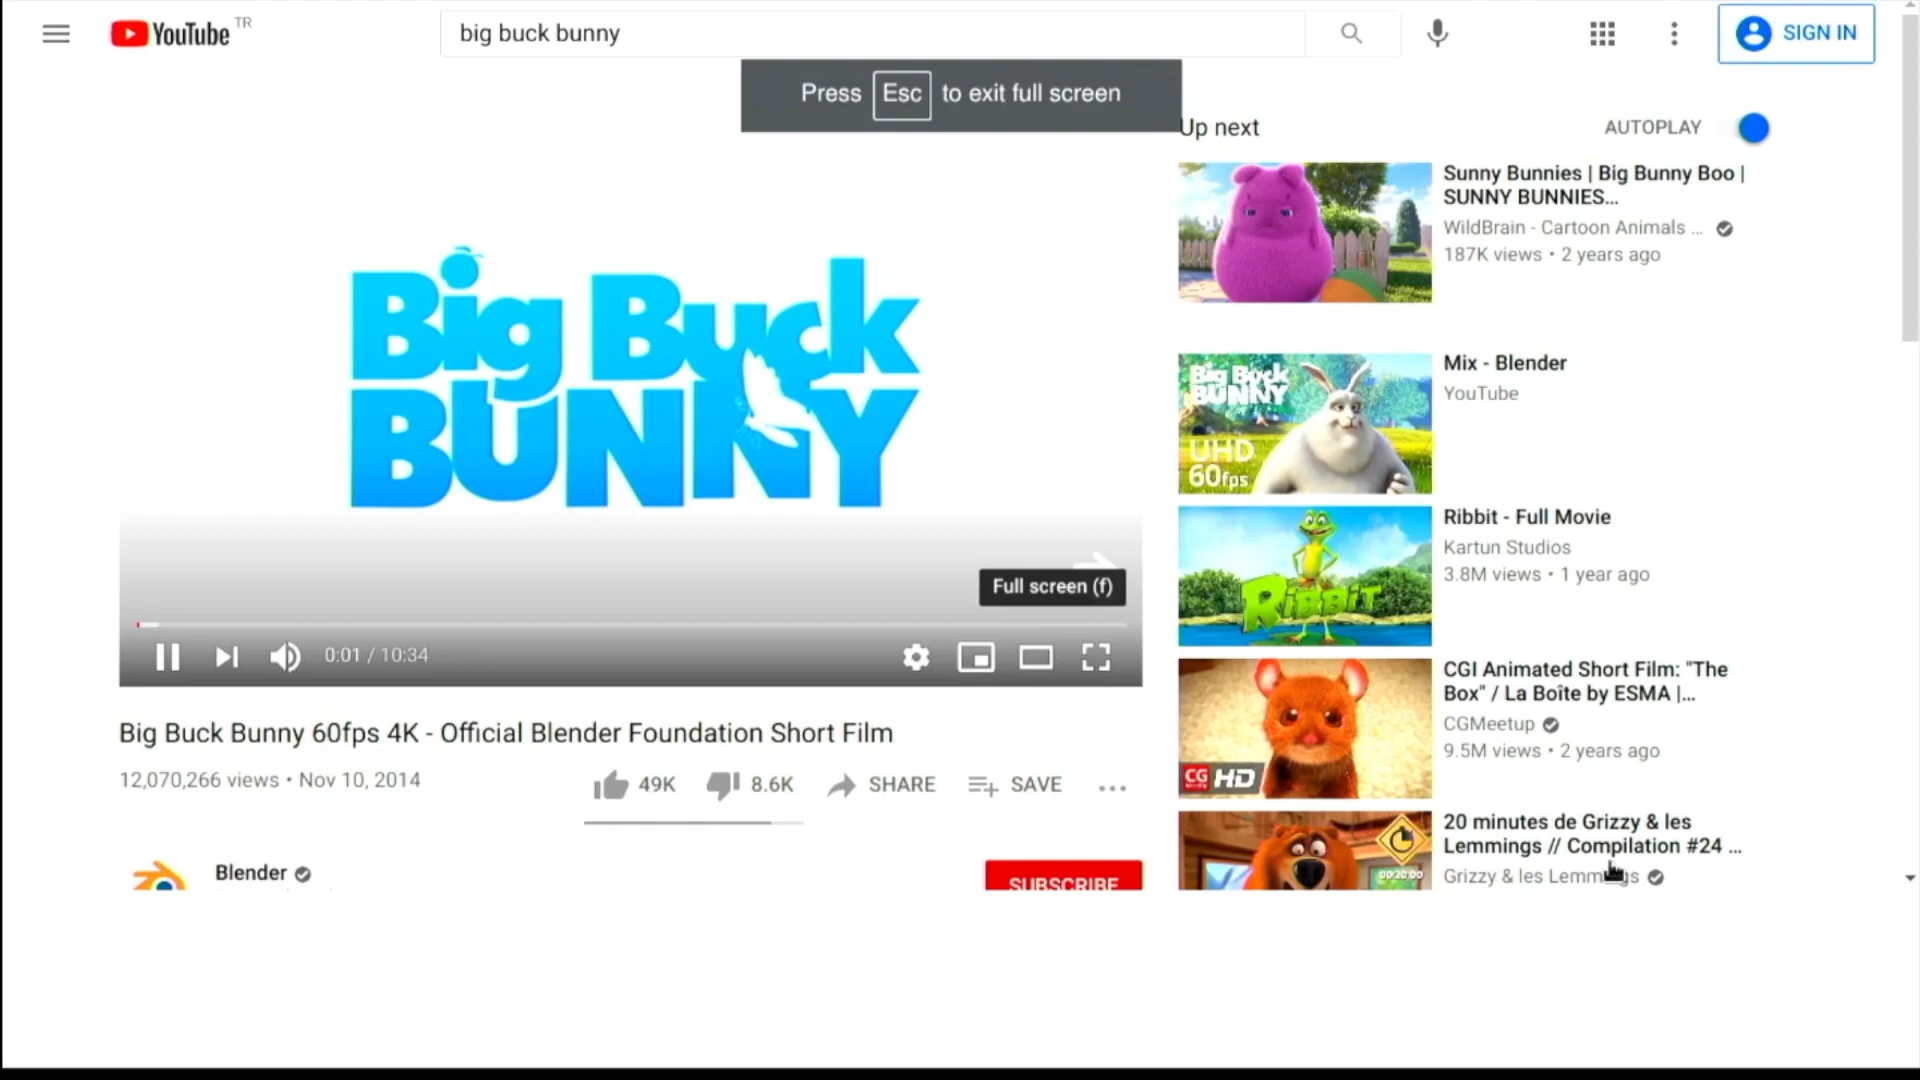 YouTube TR
big buck bunny
SIGN IN
Press Esc to exit full screen
Up next
AUTOPLAY
Big Buck
BUNNY
Full screen (f)
0:01 / 10:34
Big Buck Bunny 60fps 4K - Official Blender Foundation Short Film
12,070,266 views • Nov 10, 2014
49K
8.6K
SHARE
SAVE
Blender
SUBSCRIBE
Sunny Bunnies | Big Bunny Boo |
SUNNY BUNNIES...
WildBrain - Cartoon Animals ...
187K views • 2 years ago
Big Buck
BUNNY
UHD
60fps
Mix - Blender
YouTube
RiBBiT
Ribbit - Full Movie
Kartun Studios
3.8M views • 1 year ago
CG
HD
CGI Animated Short Film: "The
Box" / La Boîte by ESMA |...
CGMeetup
9.5M views • 2 years ago
00:20:00
20 minutes de Grizzy & les
Lemmings // Compilation #24 ...
Grizzy & les Lemmings